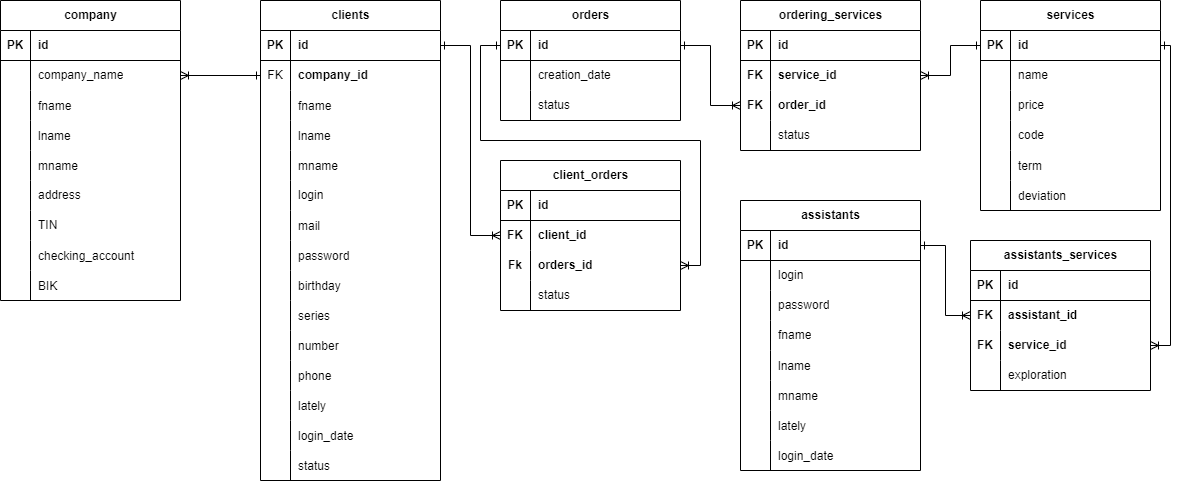 company
PK id
company_name
fname
lname
mname
address
TIN
checking_account
BIK
clients
PK id
FK company_id
fname
lname
mname
login
mail
password
birthday
series
number
phone
lately
login_date
status
orders
PK id
creation_date
status
client_orders
PK id
FK client_id
Fk orders_id
status
ordering_services
PK id
FK service_id
FK order_id
status
assistants
PK id
login
password
fname
lname
mname
lately
login_date
services
PK id
name
price
code
term
deviation
assistants_services
PK id
FK assistant_id
FK service_id
exploration